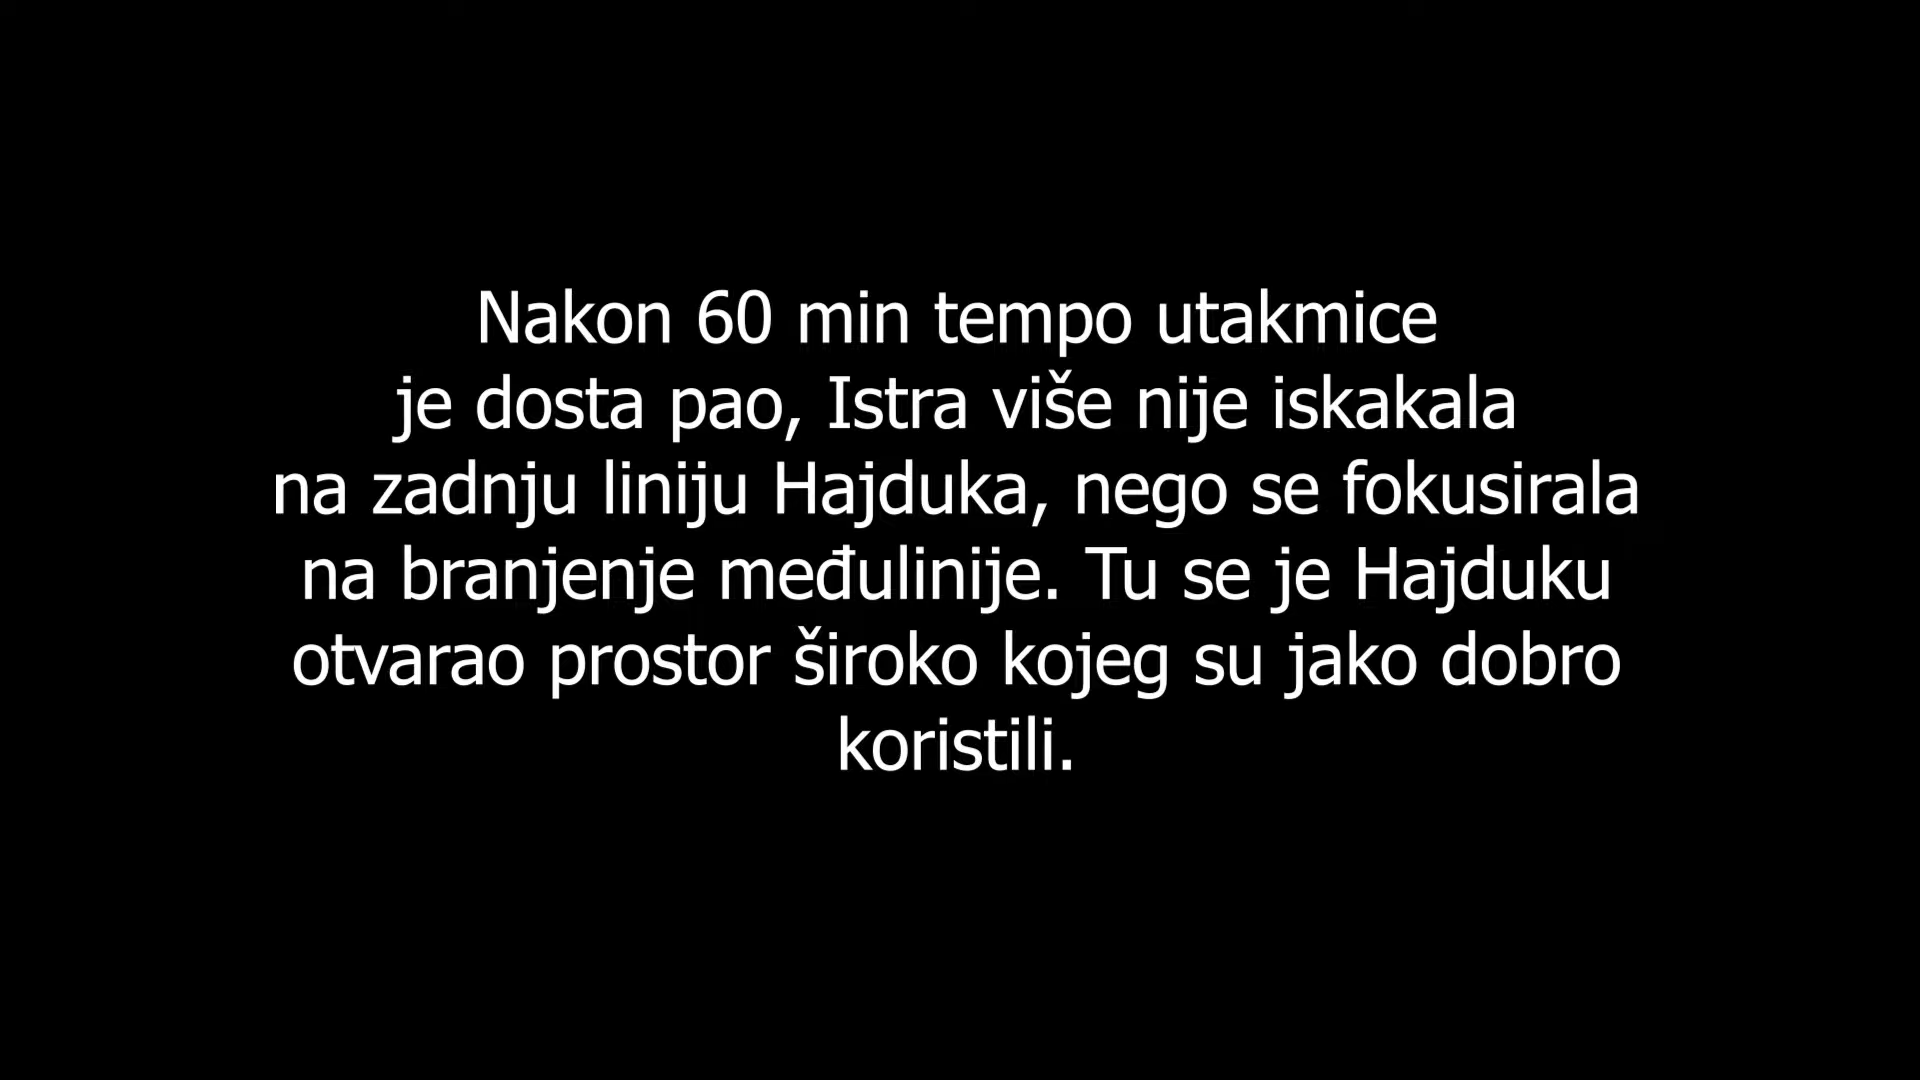 Nakon 60 min tempo utakmice
je dosta pao, Istra više nije iskakala
na zadnju liniju Hajduka, nego se fokusirala
na branjenje međulinije. Tu se je Hajduku
otvarao prostor široko kojeg su jako dobro
koristili.